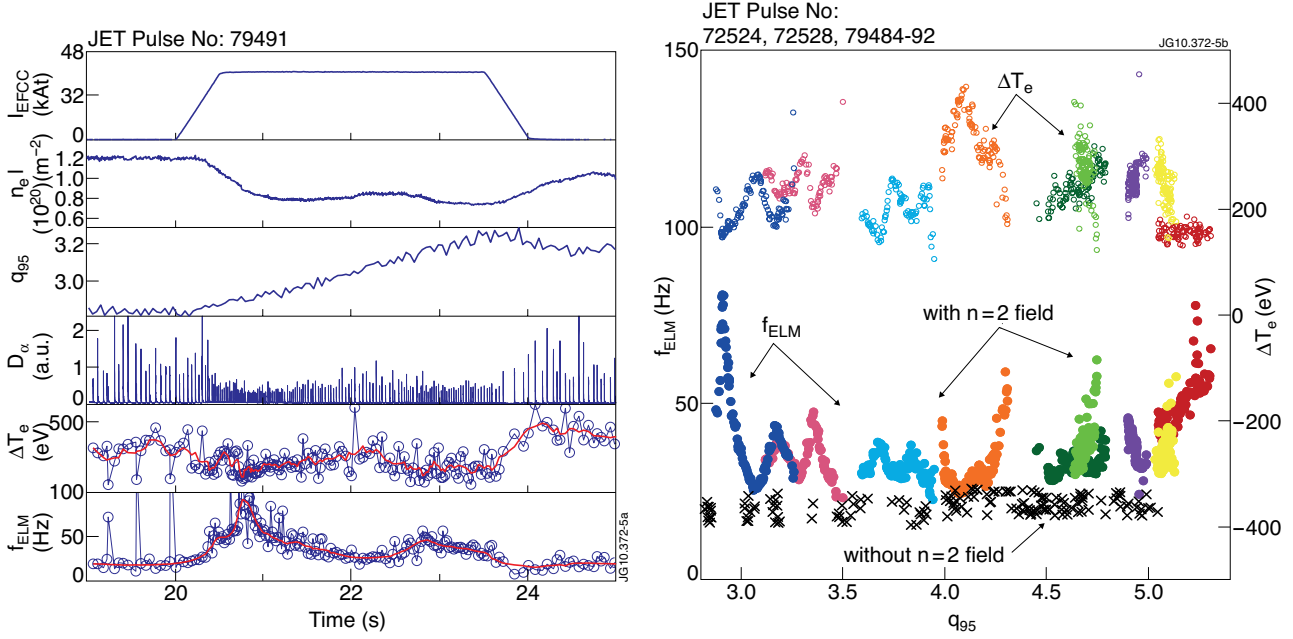 JET Pulse No: 79491
48
32
0
I_EFCC
(kAt)
1.2
1.0
0.8
0.6
n_e l
(10^20)(m^-2)
3.2
3.0
q_95
2
1
0
D_α
(a.u.)
-500
ΔT_e
(eV)
100
50
0
f_ELM
(Hz)
20
22
24
Time (s)
JG10.372-5a
JET Pulse No:
72524, 72528, 79484-92
JG10.372-5b
150
100
50
0
f_ELM (Hz)
400
200
0
−200
−400
ΔT_e (eV)
ΔT_e
with n = 2 field
f_ELM
without n = 2 field
3.0
3.5
4.0
4.5
5.0
q_95